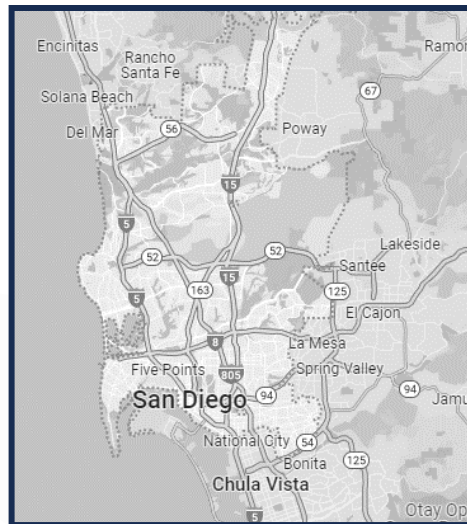 Encinitas
Ramon
Rancho
Santa Fe
67
Solana Beach
56
Del Mar
Poway
15
5
52
52
Lakeside
Santee
15
163
125
5
El Cajon
8
La Mesa
Five Points
805
Spring Valley
94
94
San Diego
Jamu
National City
54
Bonita
125
Chula Vista
5
Otay Op